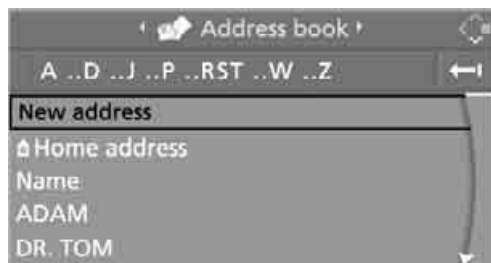 Address book
A ..D ..J ..P ..RST ..W ..Z
New address
Home address
Name
ADAM
DR. TOM